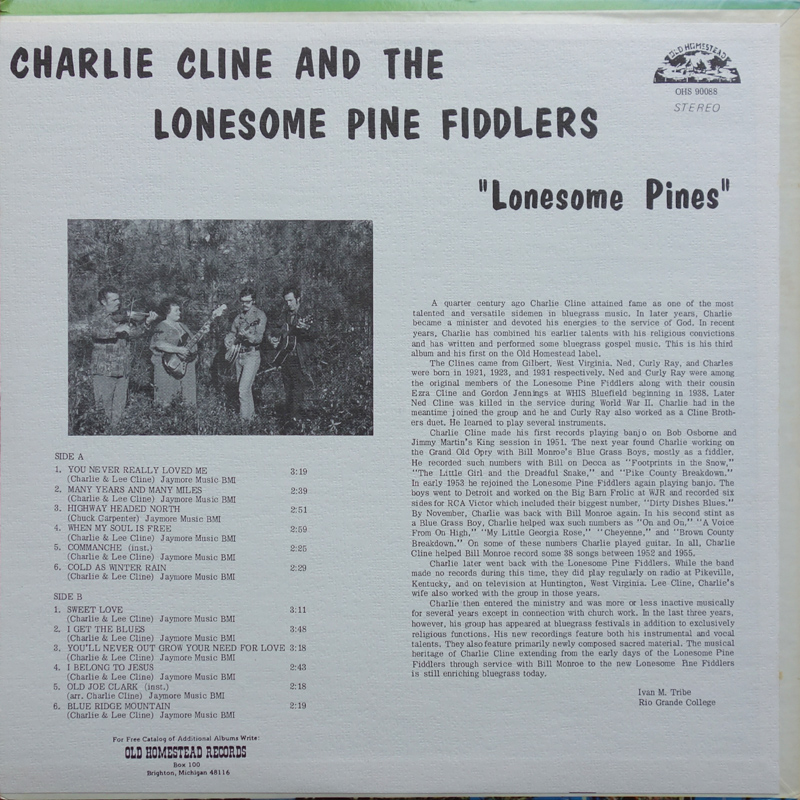 CHARLIE CLINE AND THE
LONESOME PINE FIDDLERS
OLD HOMESTEAD
OHS 90088
STEREO
"Lonesome Pines"
A quarter century ago Charlie Cline attained fame as one of the most
talented and versatile sidemen in bluegrass music. In later years, Charlie
became a minister and devoted his energies to the service of God. In recent
years, Charlie has combined his earlier talents with his religious convictions
and has written and performed some bluegrass gospel music. This is his third
album and his first on the Old Homestead label.
The Clines came from Gilbert, West Virginia. Ned, Curly Ray, and Charles
were born in 1921, 1923, and 1931 respectively. Ned and Curly Ray were among
the original members of the Lonesome Pine Fiddlers along with their cousin
Ezra Cline and Gordon Jennings at WHIS Bluefield beginning in 1938. Later
Ned Cline was killed in the service during World War II. Charlie had in the
meantime joined the group and he and Curly Ray also worked as a Cline Broth-
ers duet. He learned to play several instruments.
Charlie Cline made his first records playing banjo on Bob Osborne and
Jimmy Martin's King session in 1951. The next year found Charlie working on
the Grand Old Opry with Bill Monroe's Blue Grass Boys, mostly as a fiddler.
He recorded such numbers with Bill on Decca as "Footprints in the Snow,"
"The Little Girl and the Dreadful Snake," and "Pike County Breakdown."
In early 1953 he rejoined the Lonesome Pine Fiddlers again playing banjo. The
boys went to Detroit and worked on the Big Barn Frolic at WJR and recorded six
sides for RCA Victor which included their biggest number, "Dirty Dishes Blues."
By November, Charlie was back with Bill Monroe again. In his second stint as
a Blue Grass Boy, Charlie helped wax such numbers as "On and On," "A Voice
From On High," "My Little Georgia Rose," "Cheyenne," and "Brown County
Breakdown." On some of these numbers Charlie played guitar. In all, Charlie
Cline helped Bill Monroe record some 38 songs between 1952 and 1955.
Charlie later went back with the Lonesome Pine Fiddlers. While the band
made no records during this time, they did play regularly on radio at Pikeville,
Kentucky, and on television at Huntington, West Virginia. Lee Cline, Charlie's
wife also worked with the group in those years.
Charlie then entered the ministry and was more or less inactive musically
for several years except in connection with church work. In the last three years,
however, his group has appeared at bluegrass festivals in addition to exclusively
religious functions. His new recordings feature both his instrumental and vocal
talents. They also feature primarily newly composed sacred material. The musical
heritage of Charlie Cline extending from the early days of the Lonesome Pine
Fiddlers through service with Bill Monroe to the new Lonesome Pine Fiddlers
is still enriching bluegrass today.
Ivan M. Tribe
Rio Grande College
SIDE A
1. YOU NEVER REALLY LOVED ME 3:19
(Charlie & Lee Cline) Jaymore Music BMI
2. MANY YEARS AND MANY MILES 2:39
(Charlie & Lee Cline) Jaymore Music BMI
3. HIGHWAY HEADED NORTH 2:51
(Chuck Carpenter) Jaymore Music BMI
4. WHEN MY SOUL IS FREE 2:59
(Charlie & Lee Cline) Jaymore Music BMI
5. COMMANCHE (inst.) 2:25
(Charlie & Lee Cline) Jaymore Music BMI
6. COLD AS WINTER RAIN 2:29
(Charlie & Lee Cline) Jaymore Music BMI
SIDE B
1. SWEET LOVE 3:11
(Charlie & Lee Cline) Jaymore Music BMI
2. I GET THE BLUES 3:48
(Charlie & Lee Cline) Jaymore Music BMI
3. YOU'LL NEVER OUT GROW YOUR NEED FOR LOVE 3:18
(Charlie & Lee Cline) Jaymore Music BMI
4. I BELONG TO JESUS 2:43
(Charlie & Lee Cline) Jaymore Music BMI
5. OLD JOE CLARK (inst.) 2:18
(arr. Charlie Cline) Jaymore Music BMI
6. BLUE RIDGE MOUNTAIN 2:19
(Charlie & Lee Cline) Jaymore Music BMI
For Free Catalog of Additional Albums Write:
OLD HOMESTEAD RECORDS
Box 100
Brighton, Michigan 48116